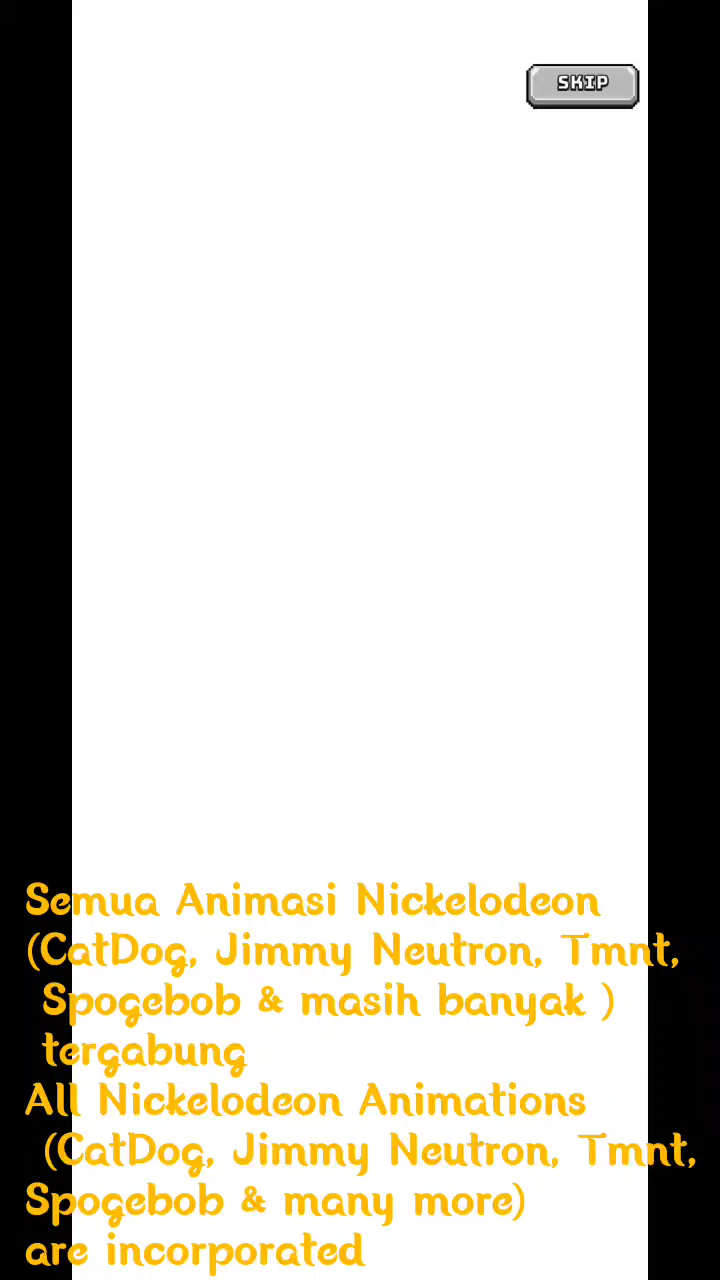 SKIP
Semua Animasi Nickelodeon
(CatDog, Jimmy Neutron, Tmnt,
Spogebob & masih banyak )
tergabung
All Nickelodeon Animations
(CatDog, Jimmy Neutron, Tmnt,
Spogebob & many more)
are incorporated